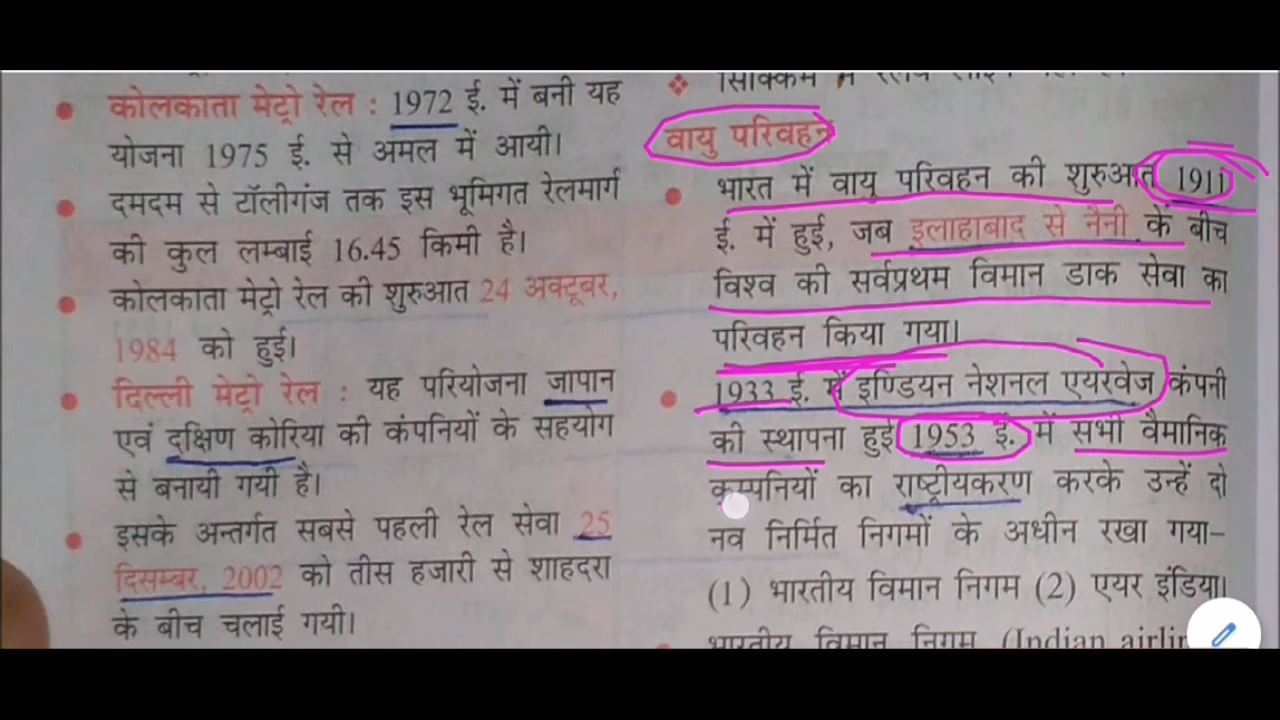 कोलकाता मेट्रो रेल : 1972 ई. में बनी यह
योजना 1975 ई. से अमल में आयी।
दमदम से टॉलीगंज तक इस भूमिगत रेलमार्ग
की कुल लम्बाई 16.45 किमी है।
कोलकाता मेट्रो रेल की शुरुआत 24 अक्टूबर,
1984 को हुई।
दिल्ली मेट्रो रेल : यह परियोजना जापान
एवं दक्षिण कोरिया की कंपनियों के सहयोग
से बनायी गयी है।
इसके अन्तर्गत सबसे पहली रेल सेवा 25
दिसम्बर, 2002 को तीस हजारी से शाहदरा
के बीच चलाई गयी।
सिक्किम में
वायु परिवहन
भारत में वायु परिवहन की शुरुआत 1911
ई. में हुई, जब इलाहाबाद से नैनी के बीच
विश्व की सर्वप्रथम विमान डाक सेवा का
परिवहन किया गया।
1933 ई. में इण्डियन नेशनल एयरवेज कंपनी
की स्थापना हुई 1953 ई. में सभी वैमानिक
कम्पनियों का राष्ट्रीयकरण करके उन्हें दो
नव निर्मित निगमों के अधीन रखा गया–
(1) भारतीय विमान निगम (2) एयर इंडिया।
भारतीय विमान निगम (Indian